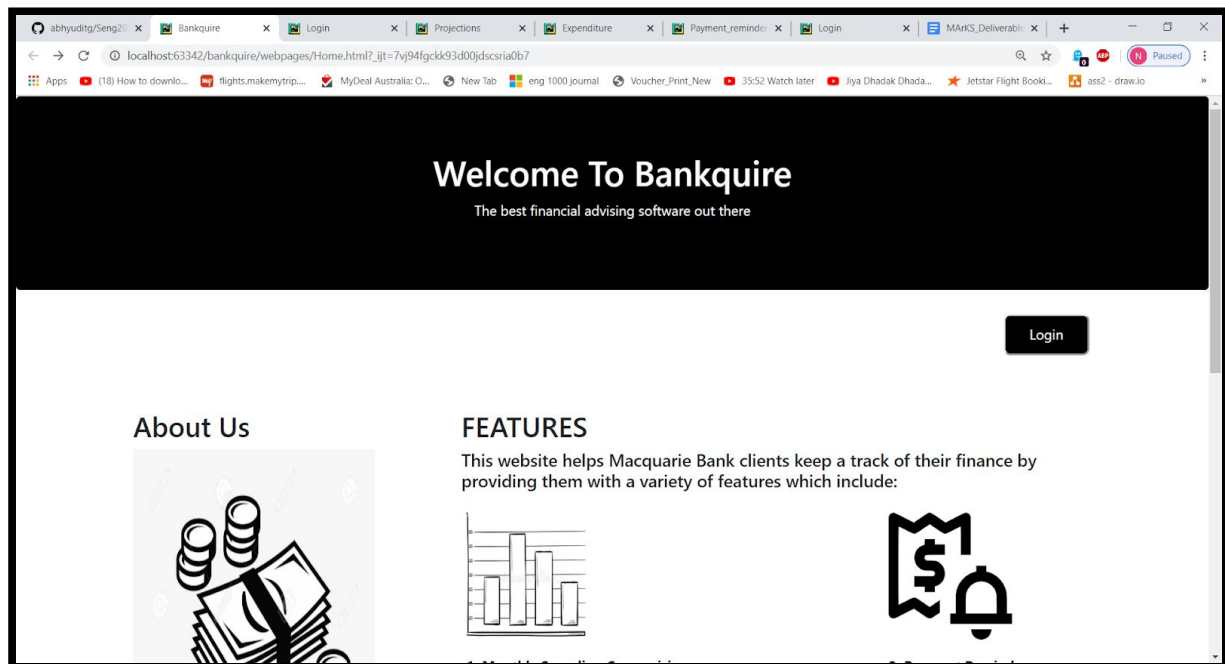 abhyuditg/Seng20
Bankquire
Login
Projections
Expenditure
Payment_reminder
Login
MArKS_Deliverable
localhost:63342/bankquire/webpages/Home.html?_ijt=7vj94fgckk93d00jdscsria0b7
N Paused
Apps
(18) How to downlo...
flights.makemytrip....
MyDeal Australia: O...
New Tab
eng 1000 journal
Voucher_Print_New
35:52 Watch later
Jiya Dhadak Dhada...
Jetstar Flight Booki...
ass2 - draw.io
Welcome To Bankquire
The best financial advising software out there
Login
About Us
FEATURES
This website helps Macquarie Bank clients keep a track of their finance by
providing them with a variety of features which include:
$